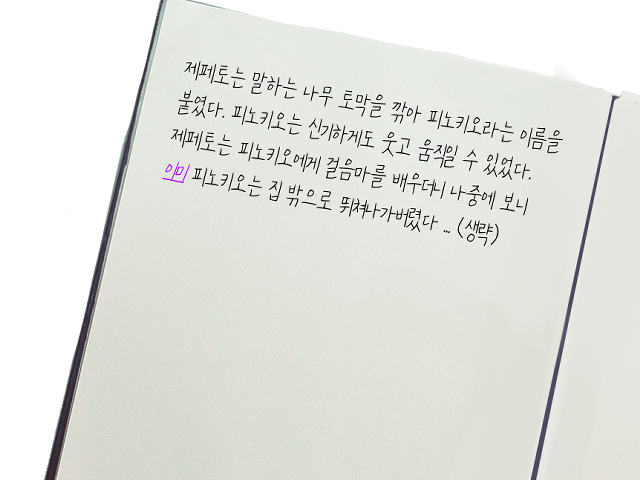 제페토는 말하는 나무 토막을 깎아 피노키오라는 이름을
붙였다. 피노키오는 신기하게도 웃고 움직일 수 있었다.
제페토는 피노키오에게 걸음마를 배우더니 나중에 보니
이미 피노키오는 집 밖으로 뛰쳐나가버렸다 ... (생략)